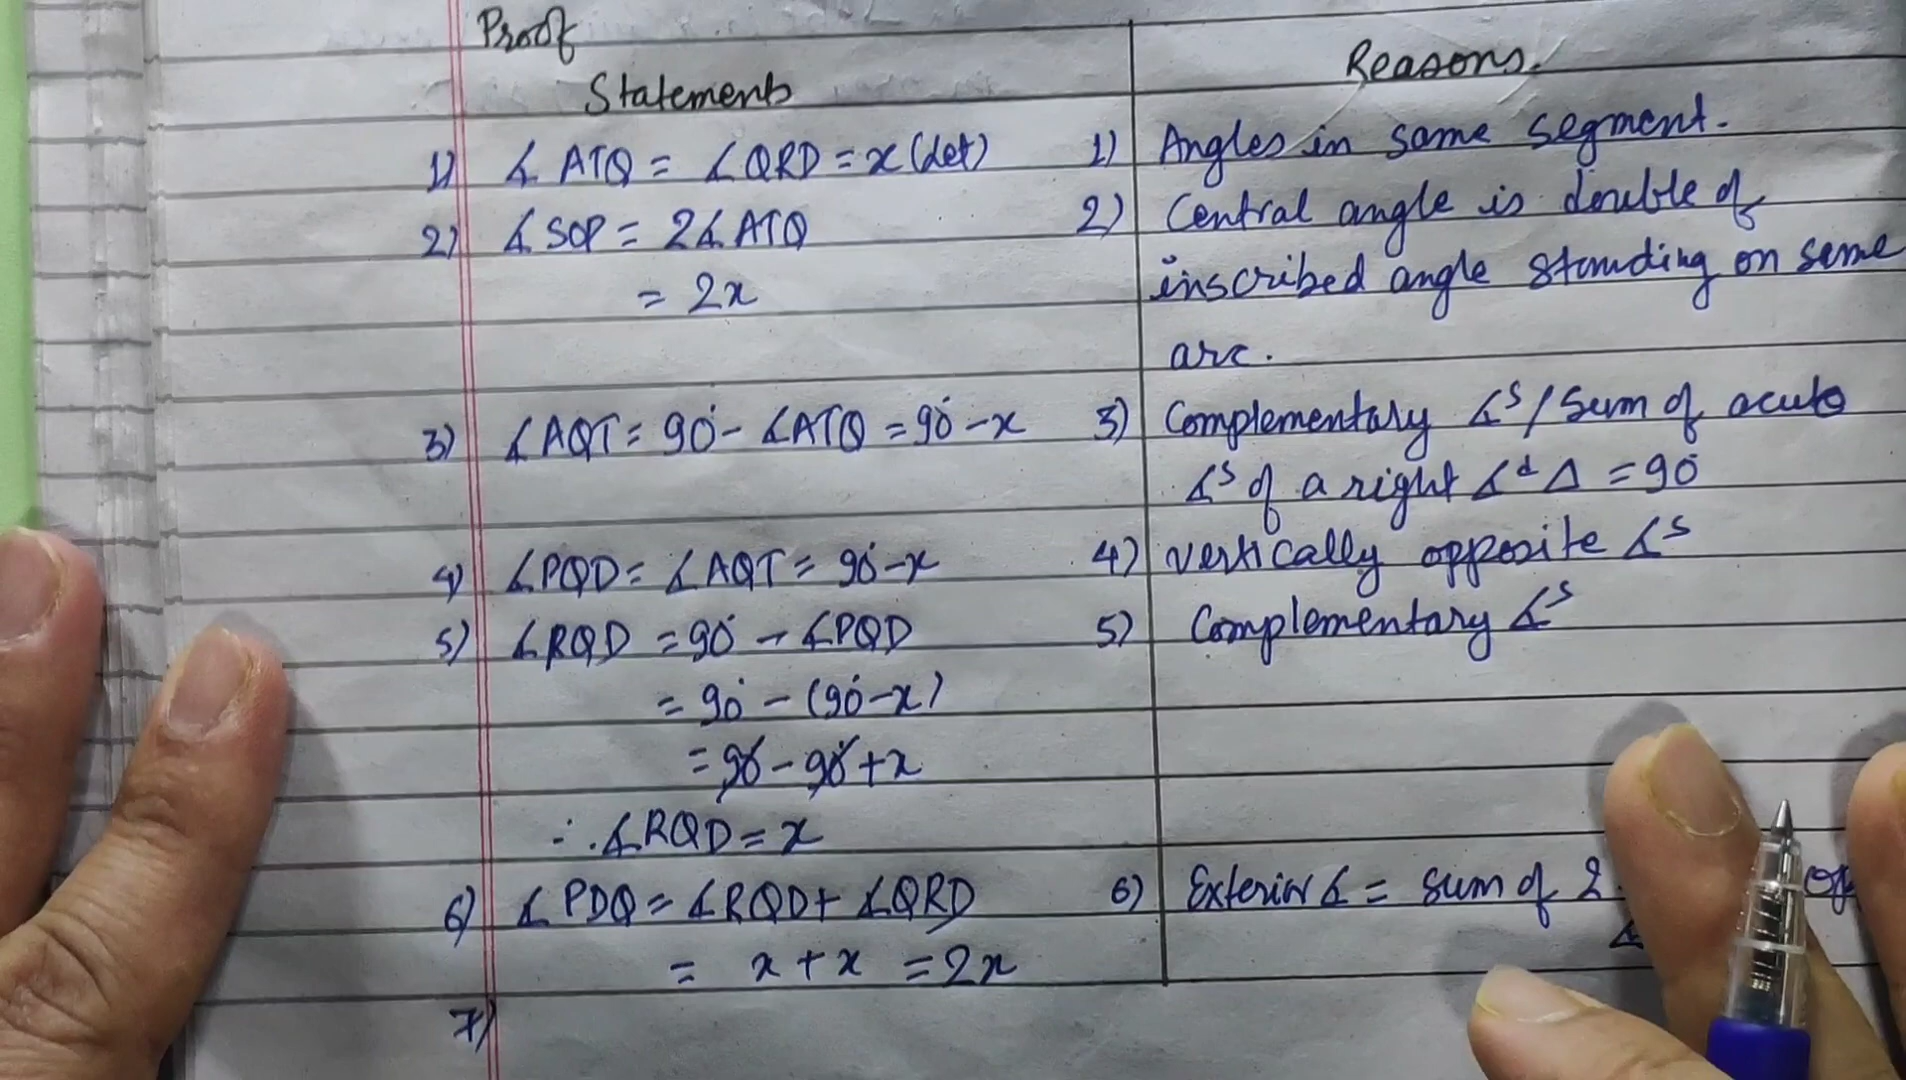 Proof
Statements
Reasons.
1) ∡ATQ = ∡QRD = x (let)
1) Angles in same segment.
2) ∡SOP = 2∡ATQ
= 2x
2) Central angle is double of
inscribed angle standing on same
arc.
3) ∡AQT = 90° - ∡ATQ = 90° - x
3) Complementary ∡s / Sum of acute
∡s of a right ∡d Δ = 90°
4) ∡PQD = ∡AQT = 90° - x
4) vertically opposite ∡s
5) ∡RQD = 90° - ∡PQD
= 90° - (90° - x)
= 90° - 90° + x
∴ ∡RQD = x
5) Complementary ∡s
6) ∡PDQ = ∡RQD + ∡QRD
= x + x = 2x
6) Exterior ∡ = sum of 2
7)